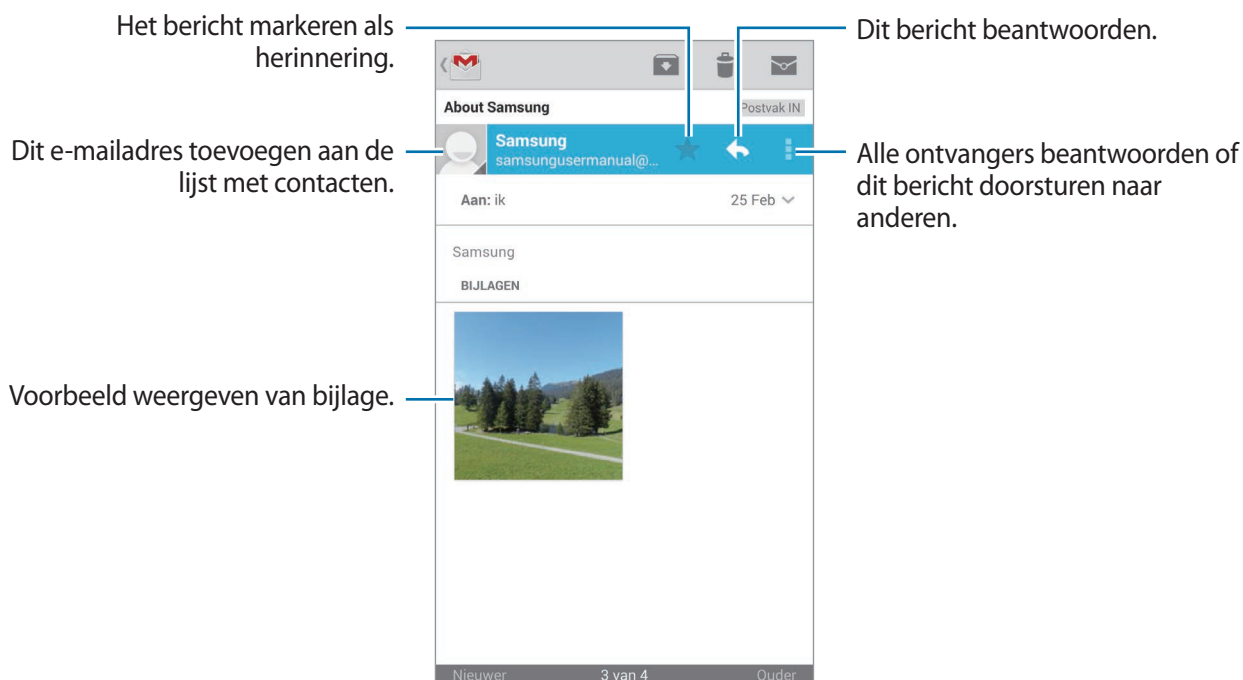 Het bericht markeren als
herinnering.
Dit bericht beantwoorden.
About Samsung
Postvak IN
Samsung
samsungusermanual@...
Dit e-mailadres toevoegen aan de
lijst met contacten.
Alle ontvangers beantwoorden of
dit bericht doorsturen naar
anderen.
Aan: ik
25 Feb
Samsung
BIJLAGEN
Voorbeeld weergeven van bijlage.
Nieuwer
3 van 4
Ouder